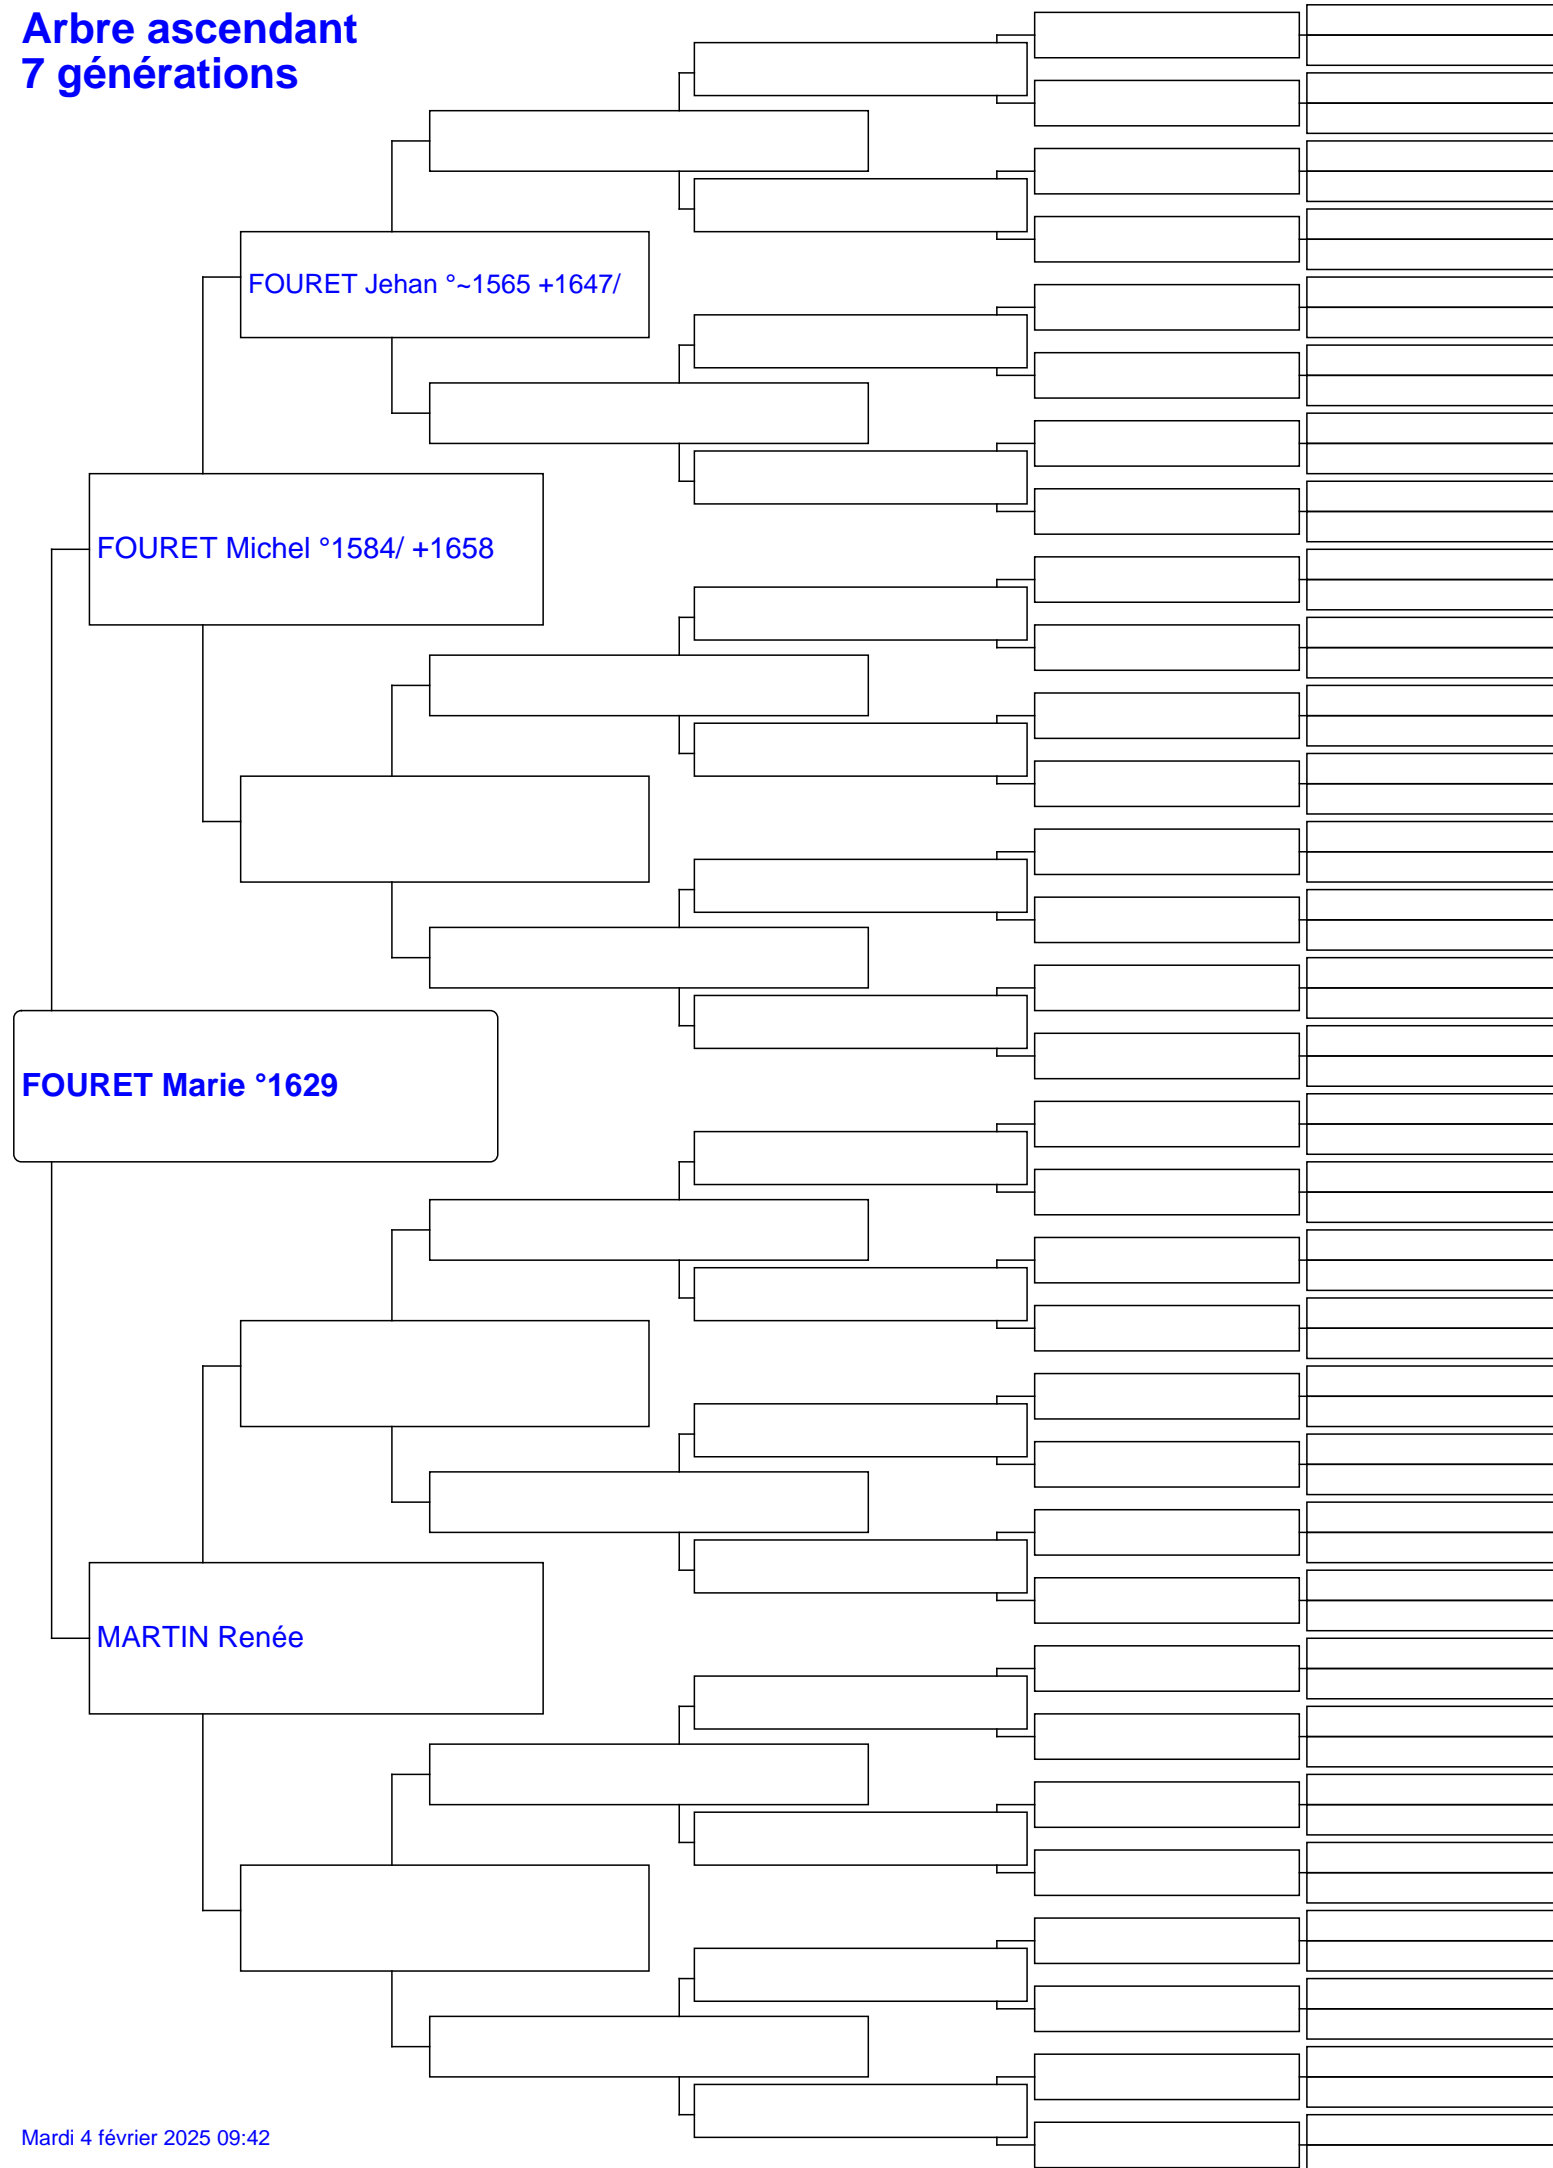 Arbre ascendant
7 générations
FOURET Jehan °~1565 +1647/
FOURET Michel °1584/ +1658
FOURET Marie °1629
MARTIN Renée
Mardi 4 février 2025 09:42